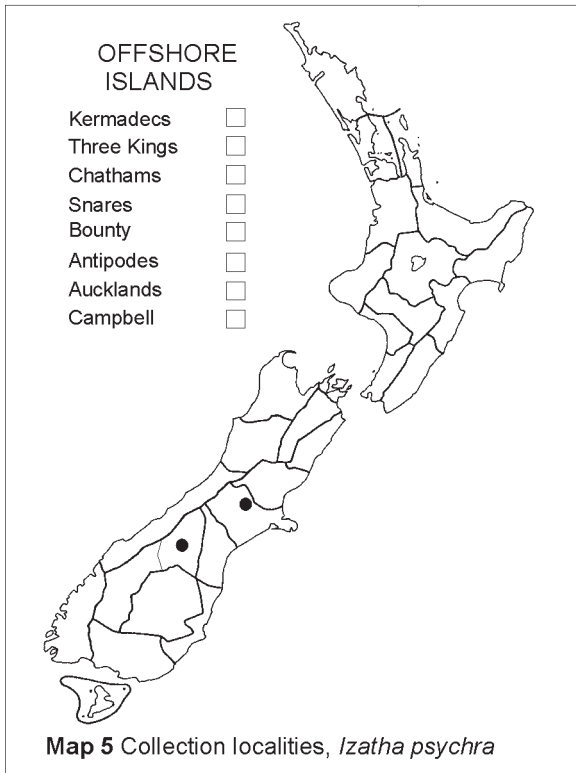 OFFSHORE
ISLANDS
Kermadecs
Three Kings
Chathams
Snares
Bounty
Antipodes
Aucklands
Campbell
Map 5 Collection localities, Izatha psychra